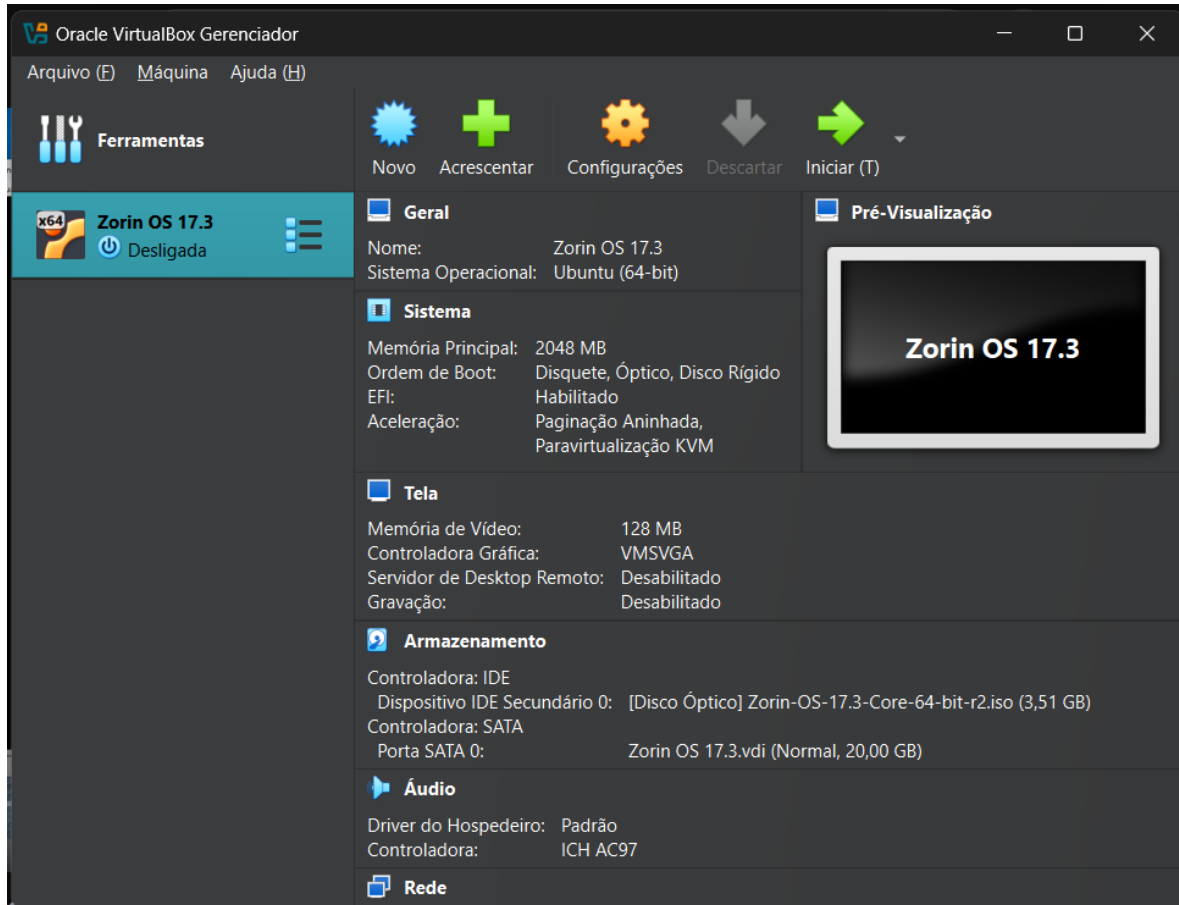 Oracle VirtualBox Gerenciador
Arquivo (F) Máquina Ajuda (H)
Ferramentas
Novo Acrescentar Configurações Descartar Iniciar (T)
x64 Zorin OS 17.3
Desligada
Geral
Nome: Zorin OS 17.3
Sistema Operacional: Ubuntu (64-bit)
Pré-Visualização
Zorin OS 17.3
Sistema
Memória Principal: 2048 MB
Ordem de Boot: Disquete, Óptico, Disco Rígido
EFI: Habilitado
Aceleração: Paginação Aninhada,
Paravirtualização KVM
Tela
Memória de Vídeo: 128 MB
Controladora Gráfica: VMSVGA
Servidor de Desktop Remoto: Desabilitado
Gravação: Desabilitado
Armazenamento
Controladora: IDE
Dispositivo IDE Secundário 0: [Disco Óptico] Zorin-OS-17.3-Core-64-bit-r2.iso (3,51 GB)
Controladora: SATA
Porta SATA 0: Zorin OS 17.3.vdi (Normal, 20,00 GB)
Áudio
Driver do Hospedeiro: Padrão
Controladora: ICH AC97
Rede